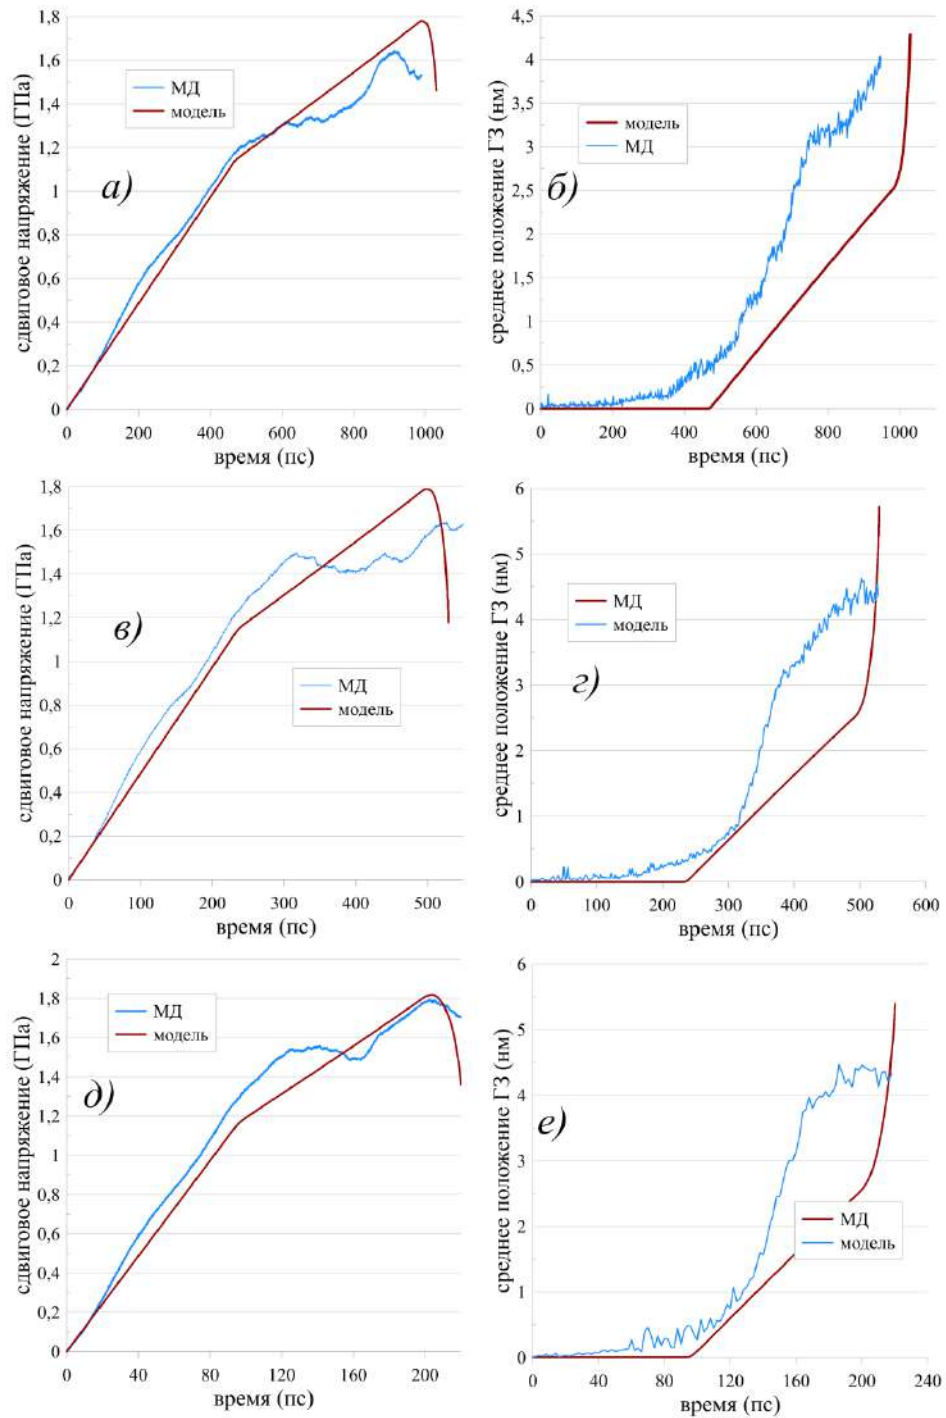 сдвиговое напряжение (ГПа)
1,8
1,6
1,4
1,2
1
0,8
0,6
0,4
0,2
0
МД
модель
а)
0 200 400 600 800 1000
время (пс)
среднее положение ГЗ (нм)
4,5
4
3,5
3
2,5
2
1,5
1
0.5
0
модель
МД
б)
0 200 400 600 800 1000
время (пс)
сдвиговое напряжение (ГПа)
1,8
1,6
1,4
1,2
1
0,8
0,6
0,4
0,2
0
в)
МД
модель
0 100 200 300 400 500
время (пс)
среднее положение ГЗ (нм)
6
5
4
3
2
1
0
МД
модель
г)
0 100 200 300 400 500 600
время (пс)
сдвиговое напряжение (ГПа)
2
1,8
1,6
1,4
1,2
1
0,8
0,6
0,4
0,2
0
МД
модель
д)
0 40 80 120 160 200
время (пс)
среднее положение ГЗ (нм)
6
5
4
3
2
1
0
е)
МД
модель
0 40 80 120 160 200 240
время (пс)